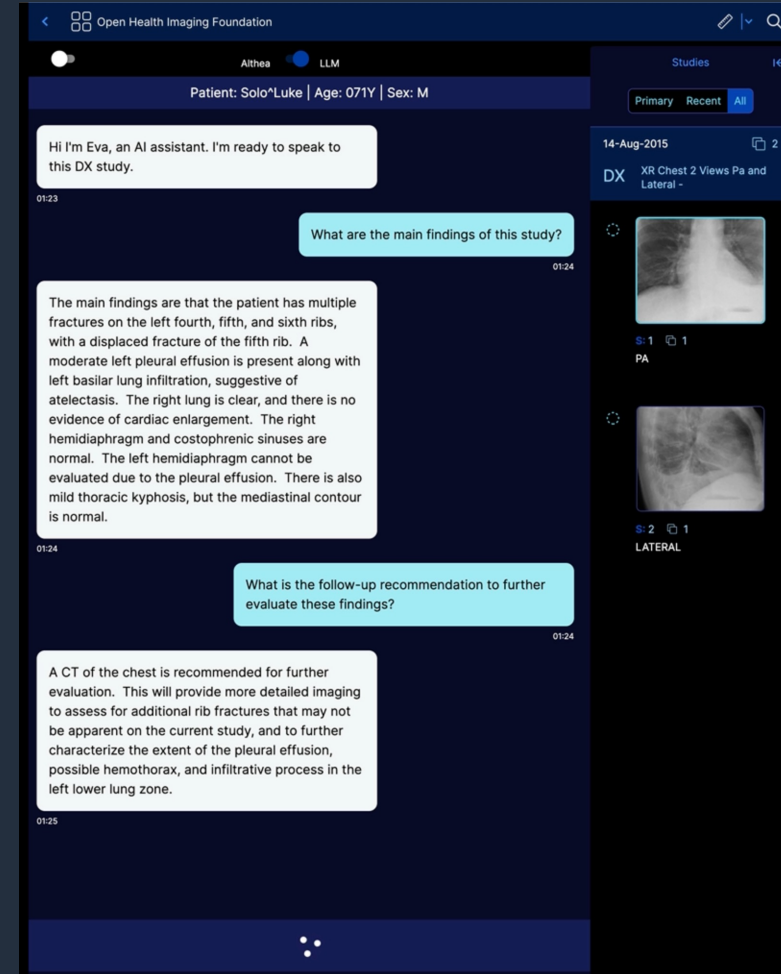 Open Health Imaging Foundation
Althea LLM
Patient: Solo^Luke | Age: 071Y | Sex: M
Hi I'm Eva, an AI assistant. I'm ready to speak to
this DX study.
01:23
What are the main findings of this study?
01:24
The main findings are that the patient has multiple
fractures on the left fourth, fifth, and sixth ribs,
with a displaced fracture of the fifth rib. A
moderate left pleural effusion is present along with
left basilar lung infiltration, suggestive of
atelectasis. The right lung is clear, and there is no
evidence of cardiac enlargement. The right
hemidiaphragm and costophrenic sinuses are
normal. The left hemidiaphragm cannot be
evaluated due to the pleural effusion. There is also
mild thoracic kyphosis, but the mediastinal contour
is normal.
01:24
What is the follow-up recommendation to further
evaluate these findings?
01:24
A CT of the chest is recommended for further
evaluation. This will provide more detailed imaging
to assess for additional rib fractures that may not
be apparent on the current study, and to further
characterize the extent of the pleural effusion,
possible hemothorax, and infiltrative process in the
left lower lung zone.
01:25
Studies
Primary Recent All
14-Aug-2015 2
DX XR Chest 2 Views Pa and
Lateral -
S: 1 1
PA
S: 2 1
LATERAL